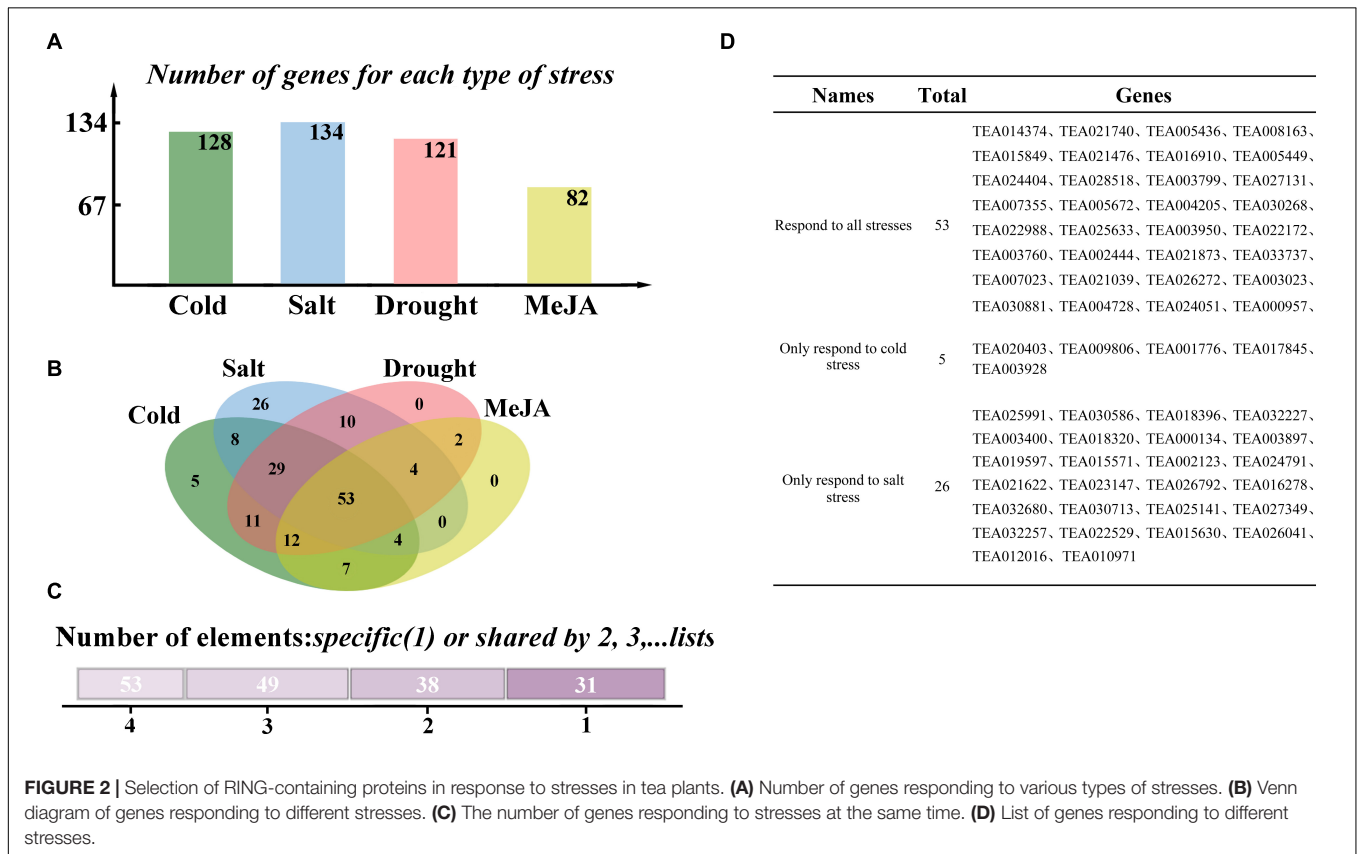 A
Number of genes for each type of stress
134
67
128
134
121
82
Cold
Salt
Drought
MeJA
B
Salt
Drought
Cold
MeJA
26
0
10
8
2
29
4
5
53
0
11
0
12
4
7
C
Number of elements:specific(1) or shared by 2, 3,...lists
53
49
38
31
4
3
2
1
D
Names
Total
Genes
Respond to all stresses
53
TEA014374、TEA021740、TEA005436、TEA008163、
TEA015849、TEA021476、TEA016910、TEA005449、
TEA024404、TEA028518、TEA003799、TEA027131、
TEA007355、TEA005672、TEA004205、TEA030268、
TEA022988、TEA025633、TEA003950、TEA022172、
TEA003760、TEA002444、TEA021873、TEA033737、
TEA007023、TEA021039、TEA026272、TEA003023、
TEA030881、TEA004728、TEA024051、TEA000957、
Only respond to cold
stress
5
TEA020403、TEA009806、TEA001776、TEA017845、
TEA003928
Only respond to salt
stress
26
TEA025991、TEA030586、TEA018396、TEA032227、
TEA003400、TEA018320、TEA000134、TEA003897、
TEA019597、TEA015571、TEA002123、TEA024791、
TEA021622、TEA023147、TEA026792、TEA016278、
TEA032680、TEA030713、TEA025141、TEA027349、
TEA032257、TEA022529、TEA015630、TEA026041、
TEA012016、TEA010971
FIGURE 2 | Selection of RING-containing proteins in response to stresses in tea plants. (A) Number of genes responding to various types of stresses. (B) Venn
diagram of genes responding to different stresses. (C) The number of genes responding to stresses at the same time. (D) List of genes responding to different
stresses.